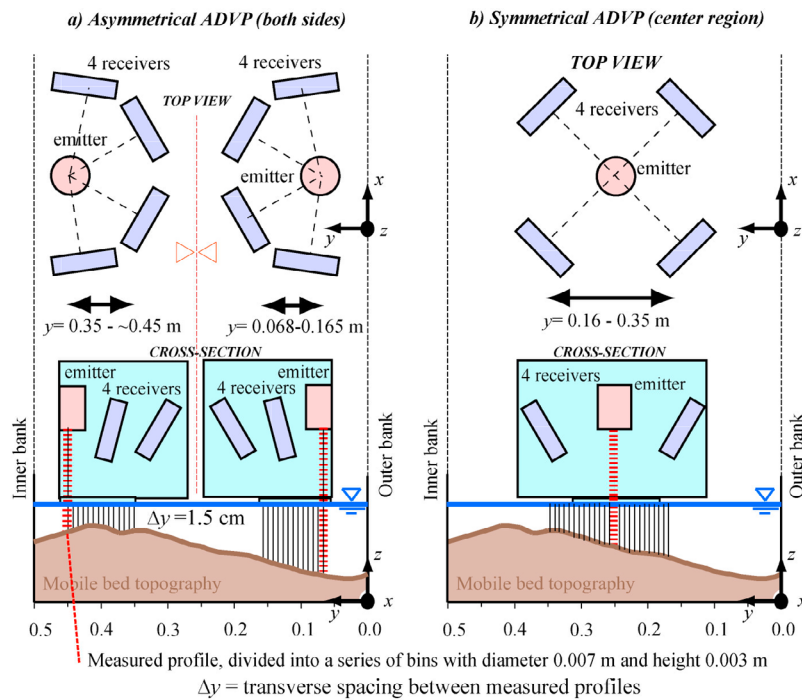 a) Asymmetrical ADVP (both sides)
4 receivers
4 receivers
TOP VIEW
emitter
emitter
x
y
z
y= 0.35 - ~0.45 m
y= 0.068-0.165 m
CROSS-SECTION
emitter
4 receivers
emitter
4 receivers
Inner bank
Outer bank
Δy =1.5 cm
Mobile bed topography
z
y
x
0.5
0.4
0.3
0.2
0.1
0.0
b) Symmetrical ADVP (center region)
TOP VIEW
4 receivers
emitter
x
y
z
y= 0.16 - 0.35 m
CROSS-SECTION
4 receivers
emitter
Inner bank
Outer bank
Mobile bed topography
z
y
x
0.5
0.4
0.3
0.2
0.1
0.0
Measured profile, divided into a series of bins with diameter 0.007 m and height 0.003 m
Δy = transverse spacing between measured profiles